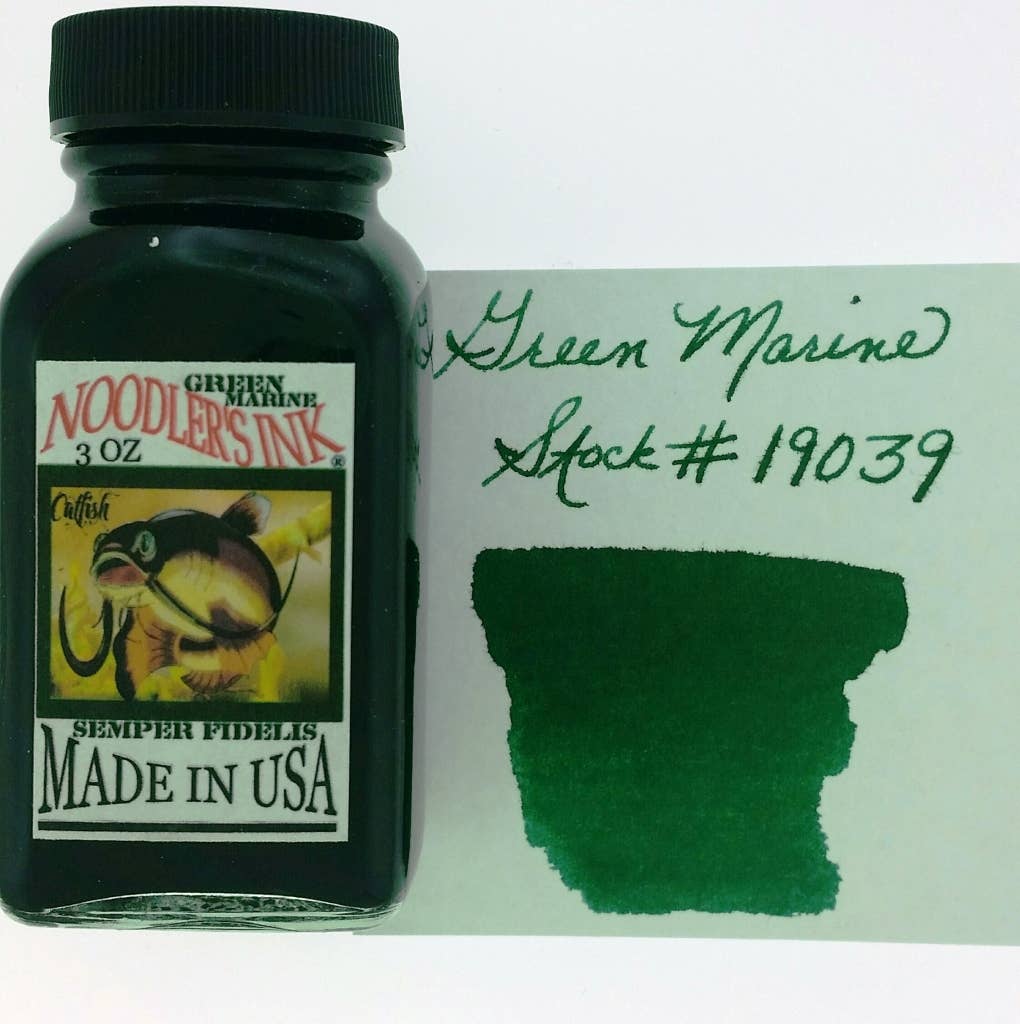 GREEN
MARINE
NOODLER'S INK®
3 OZ
Catfish
SEMPER FIDELIS
MADE IN USA
Green Marine
Stock # 19039